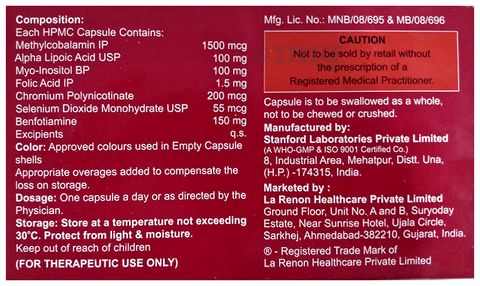 Composition:
Each HPMC Capsule Contains:
Methylcobalamin IP 1500 mcg
Alpha Lipoic Acid USP 100 mg
Myo-Inositol BP 100 mg
Folic Acid IP 1.5 mg
Chromium Polynicotinate 200 mcg
Selenium Dioxide Monohydrate USP 55 mcg
Benfotiamine 150 mg
Excipients q.s.
Color: Approved colours used in Empty Capsule
shells
Appropriate overages added to compensate the
loss on storage.
Dosage: One capsule a day or as directed by the
Physician.
Storage: Store at a temperature not exceeding
30°C. Protect from light & moisture.
Keep out of reach of children
(FOR THERAPEUTIC USE ONLY)
Mfg. Lic. No.: MNB/08/695 & MB/08/696
CAUTION
Not to be sold by retail without
the prescription of a
Registered Medical Practitioner.
Capsule is to be swallowed as a whole,
not to be chewed or crushed.
Manufactured by:
Stanford Laboratories Private Limited
(A WHO-GMP & ISO 9001 Certified Co.)
8, Industrial Area, Mehatpur, Distt. Una,
(H.P.) -174315, India.
Marketed by :
La Renon Healthcare Private Limited
Ground Floor, Unit No. A and B, Suryoday
Estate, Near Sunrise Hotel, Ujala Circle,
Sarkhej, Ahmedabad-382210, Gujarat, India.
® - Registered Trade Mark of
La Renon Healthcare Private Limited